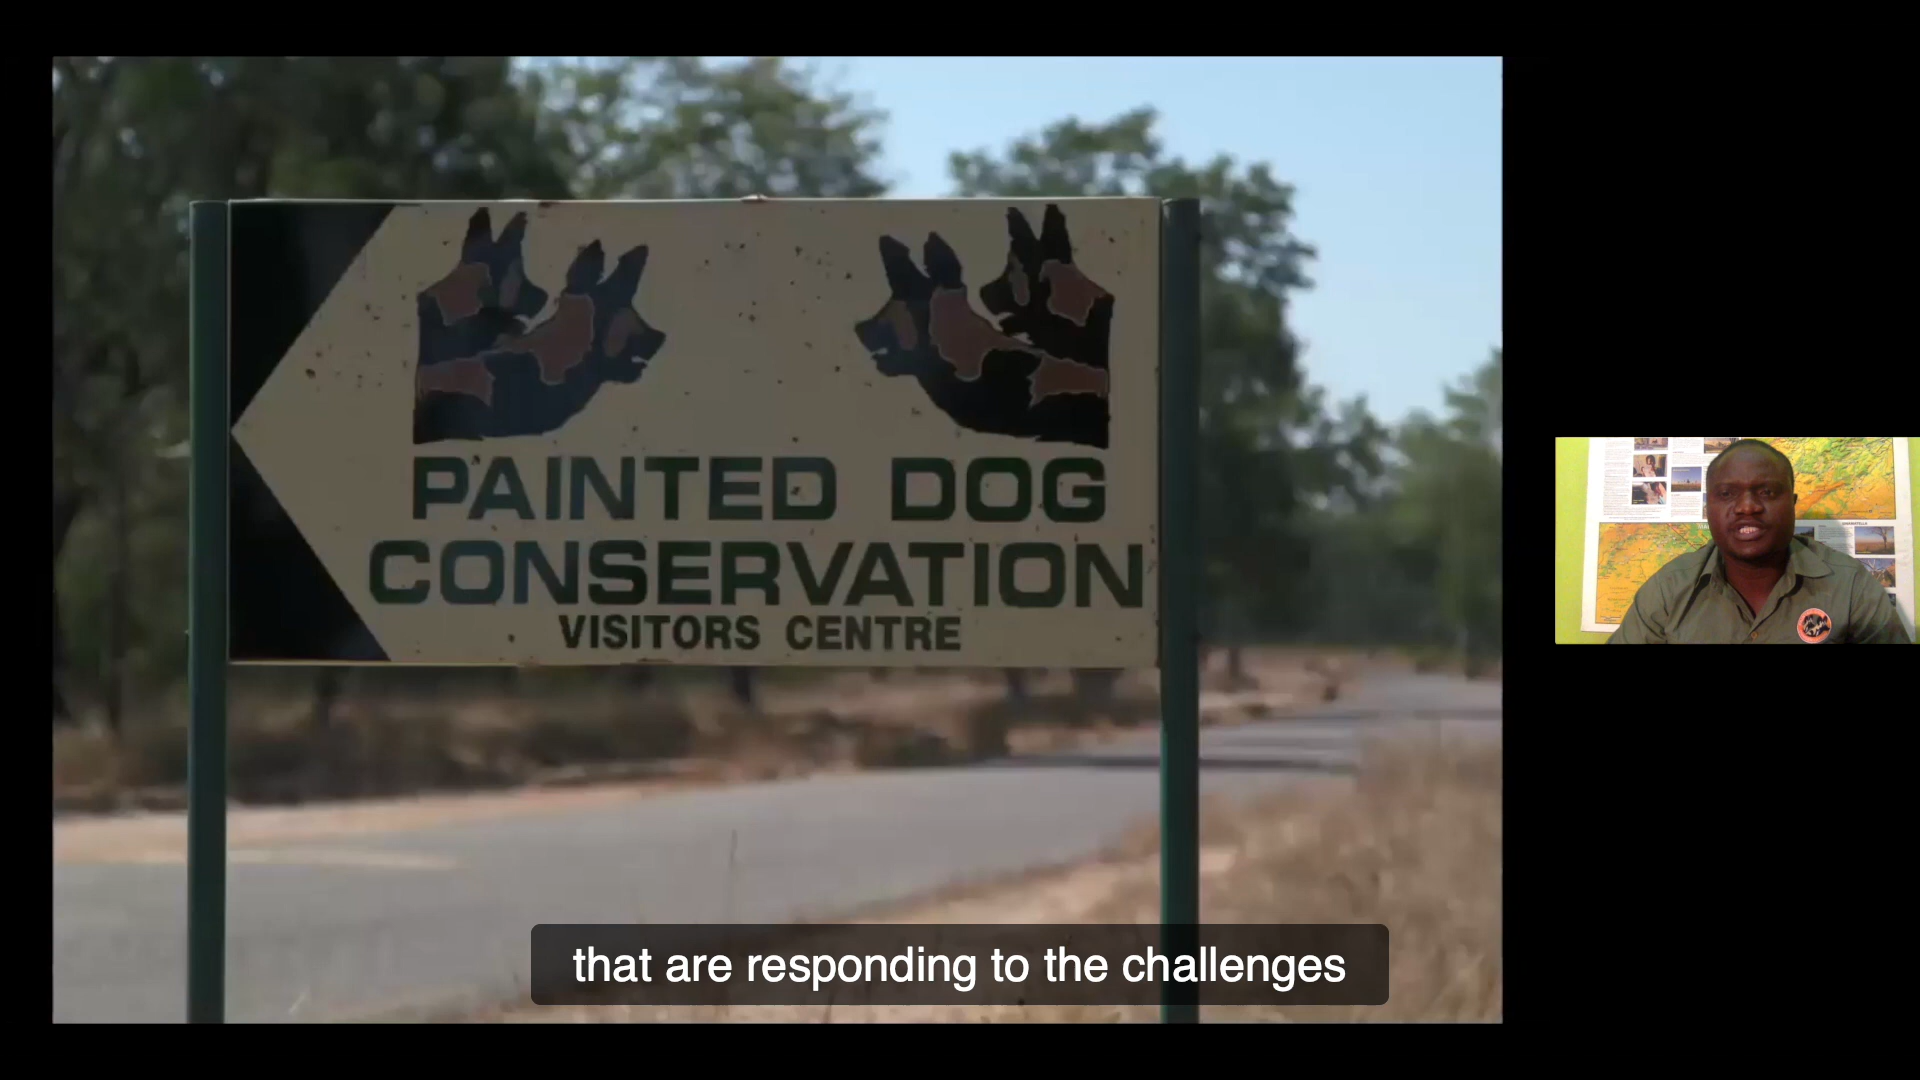 PAINTED DOG
CONSERVATION
VISITORS CENTRE
that are responding to the challenges